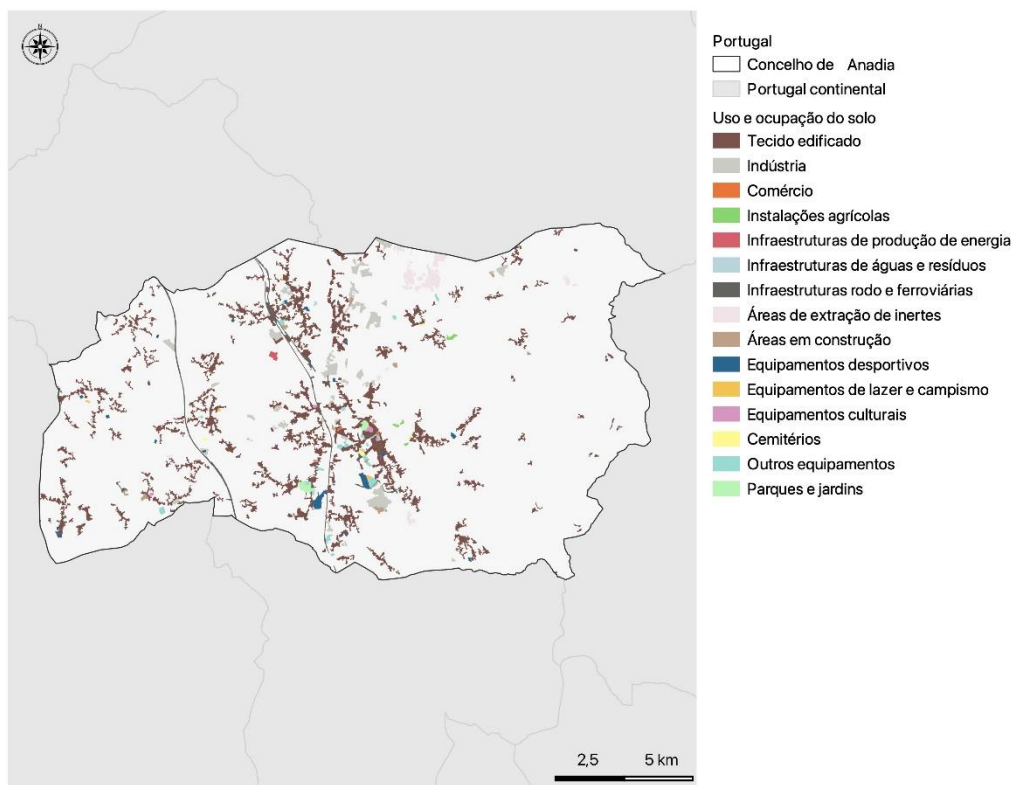 N
Portugal
Concelho de Anadia
Portugal continental
Uso e ocupação do solo
Tecido edificado
Indústria
Comércio
Instalações agrícolas
Infraestruturas de produção de energia
Infraestruturas de águas e resíduos
Infraestruturas rodo e ferroviárias
Áreas de extração de inertes
Áreas em construção
Equipamentos desportivos
Equipamentos de lazer e campismo
Equipamentos culturais
Cemitérios
Outros equipamentos
Parques e jardins
2,5 5 km